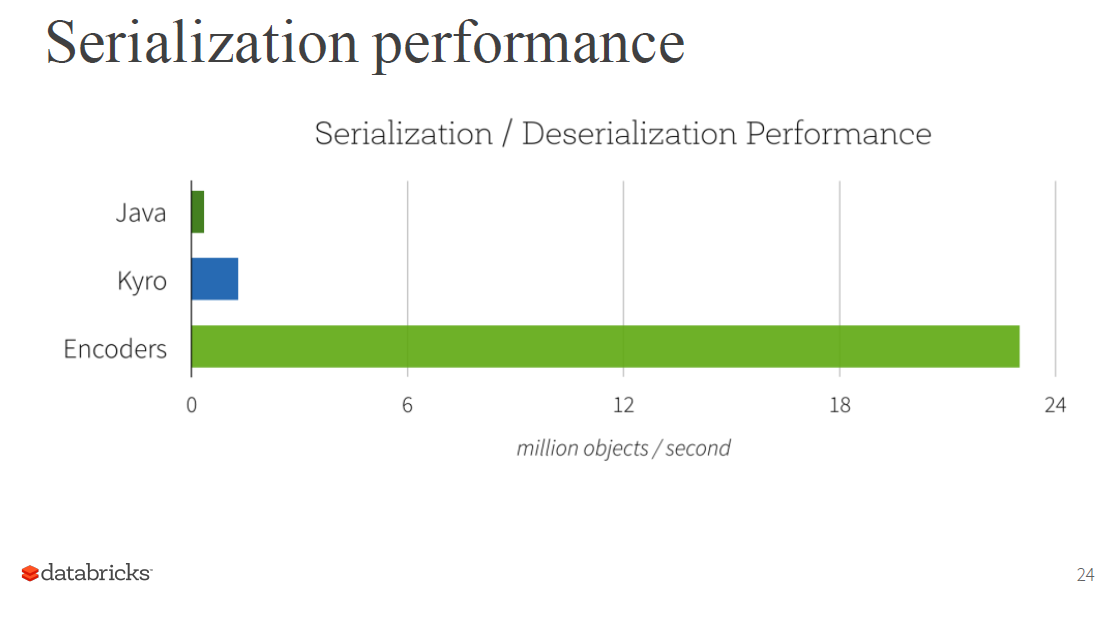 Serialization performance
Serialization / Deserialization Performance
Java
Kyro
Encoders
0 6 12 18 24
million objects / second
databricks
24